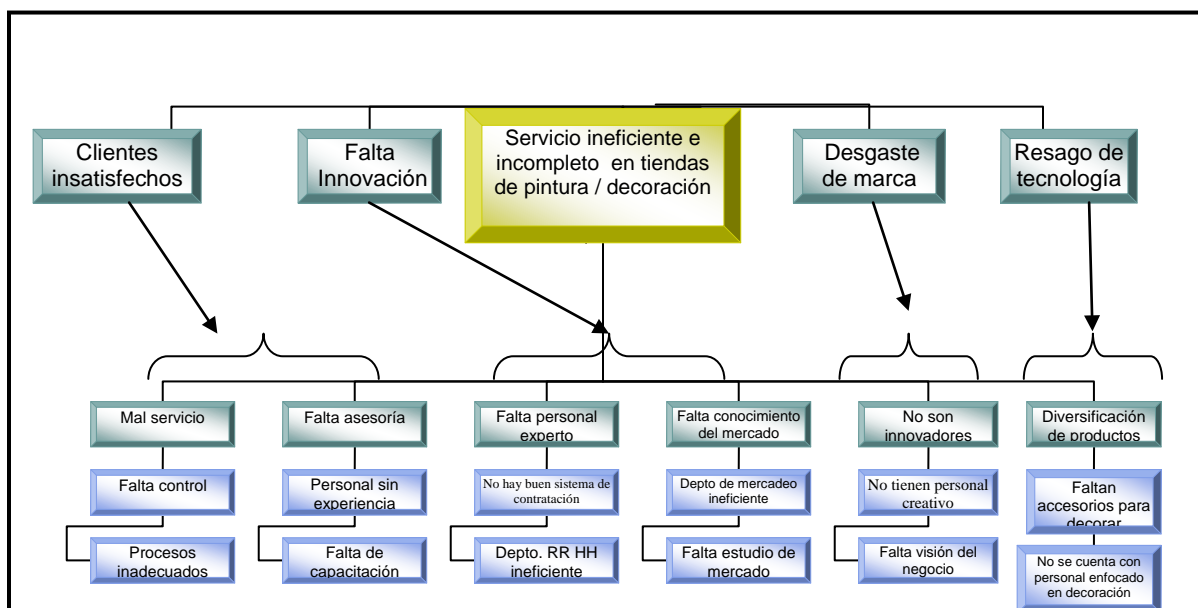 Clientes
insatisfechos
Falta
Innovación
Servicio ineficiente e
incompleto en tiendas
de pintura / decoración
Desgaste
de marca
Resago de
tecnología
Mal servicio
Falta asesoría
Falta personal
experto
Falta conocimiento
del mercado
No son
innovadores
Diversificación
de productos
Falta control
Personal sin
experiencia
No hay buen sistema de
contratación
Depto de mercadeo
ineficiente
No tienen personal
creativo
Faltan
accesorios para
decorar
Procesos
inadecuados
Falta de
capacitación
Depto. RR HH
ineficiente
Falta estudio de
mercado
Falta visión del
negocio
No se cuenta con
personal enfocado
en decoración